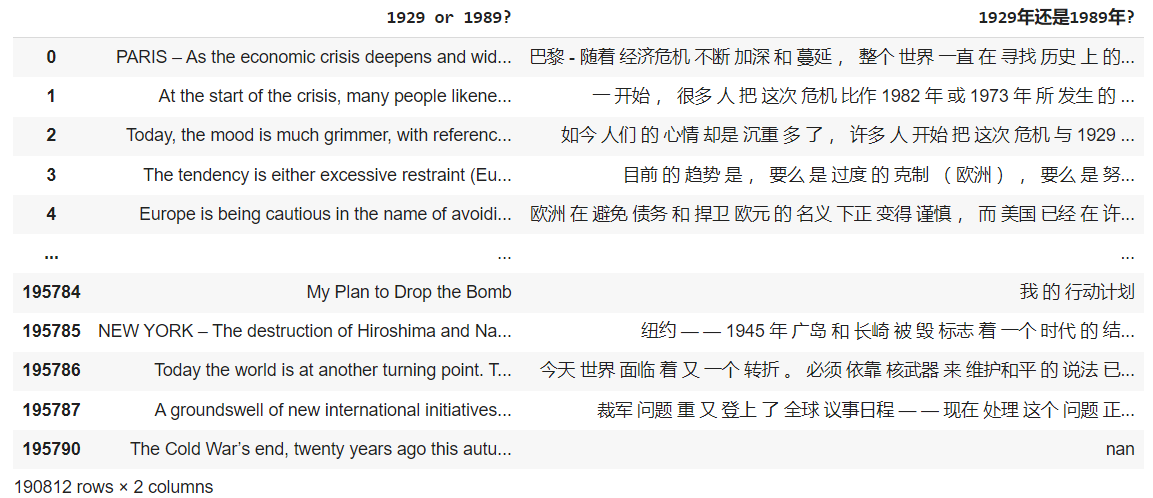 1929 or 1989? 1929年还是1989年?
0 PARIS – As the economic crisis deepens and wid... 巴黎 - 随着 经济危机 不断 加深 和 蔓延 ， 整个 世界 一直 在 寻找 历史 上 的...
1 At the start of the crisis, many people likene... 一 开始 ， 很多 人 把 这次 危机 比作 1982 年 或 1973 年 所 发生 的 ...
2 Today, the mood is much grimmer, with referenc... 如今 人们 的 心情 却是 沉重 多 了 ， 许多 人 开始 把 这次 危机 与 1929 ...
3 The tendency is either excessive restraint (Eu... 目前 的 趋势 是 ， 要么 是 过度 的 克制 （ 欧洲 ） ， 要么 是 努...
4 Europe is being cautious in the name of avoidi... 欧洲 在 避免 债务 和 捍卫 欧元 的 名义 下正 变得 谨慎 ， 而 美国 已经 在 许...
... ... ...
195784 My Plan to Drop the Bomb 我 的 行动计划
195785 NEW YORK – The destruction of Hiroshima and Na... 纽约 — — 1945 年 广岛 和 长崎 被 毁 标志 着 一个 时代 的 结...
195786 Today the world is at another turning point. T... 今天 世界 面临 着 又 一个 转折 。 必须 依靠 核武器 来 维护和平 的 说法 已...
195787 A groundswell of new international initiatives... 裁军 问题 重 又 登上 了 全球 议事日程 — — 现在 处理 这个 问题 正...
195790 The Cold War’s end, twenty years ago this autu... nan
190812 rows × 2 columns